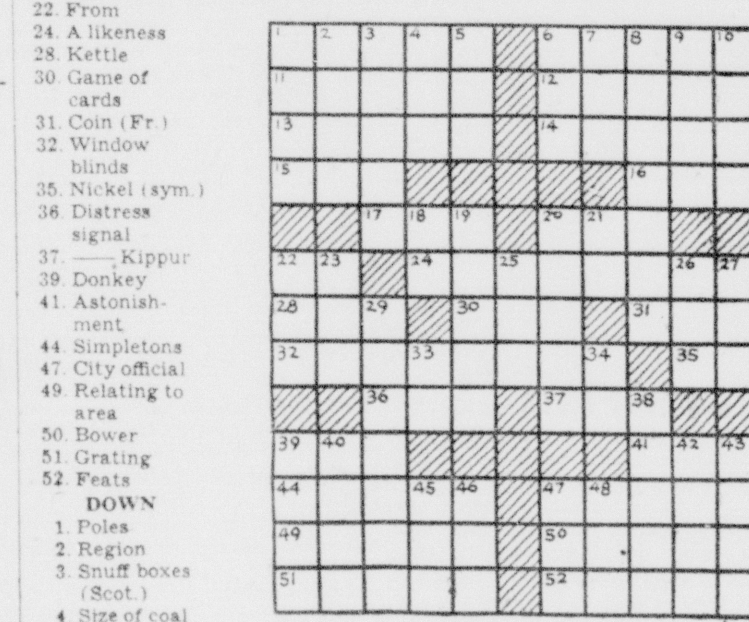 22. From
24. A likeness
28. Kettle
30. Game of
cards
31. Coin (Fr.)
32. Window
blinds
35. Nickel (sym.)
36. Distress
signal
37. ——, Kippur
39. Donkey
41. Astonish-
ment
44. Simpletons
47. City official
49. Relating to
area
50. Bower
51. Grating
52. Feats
DOWN
1. Poles
2. Region
3. Snuff boxes
(Scot.)
4. Size of coal
1 2 3 4 5 6 7 8 9 10
11 12
13 14
15 16
17 18 19 20 21
22 23 24 25 26 27
28 29 30 31
32 33 34 35
36 37 38
39 40 41 42 43
44 45 46 47 48
49 50
51 52